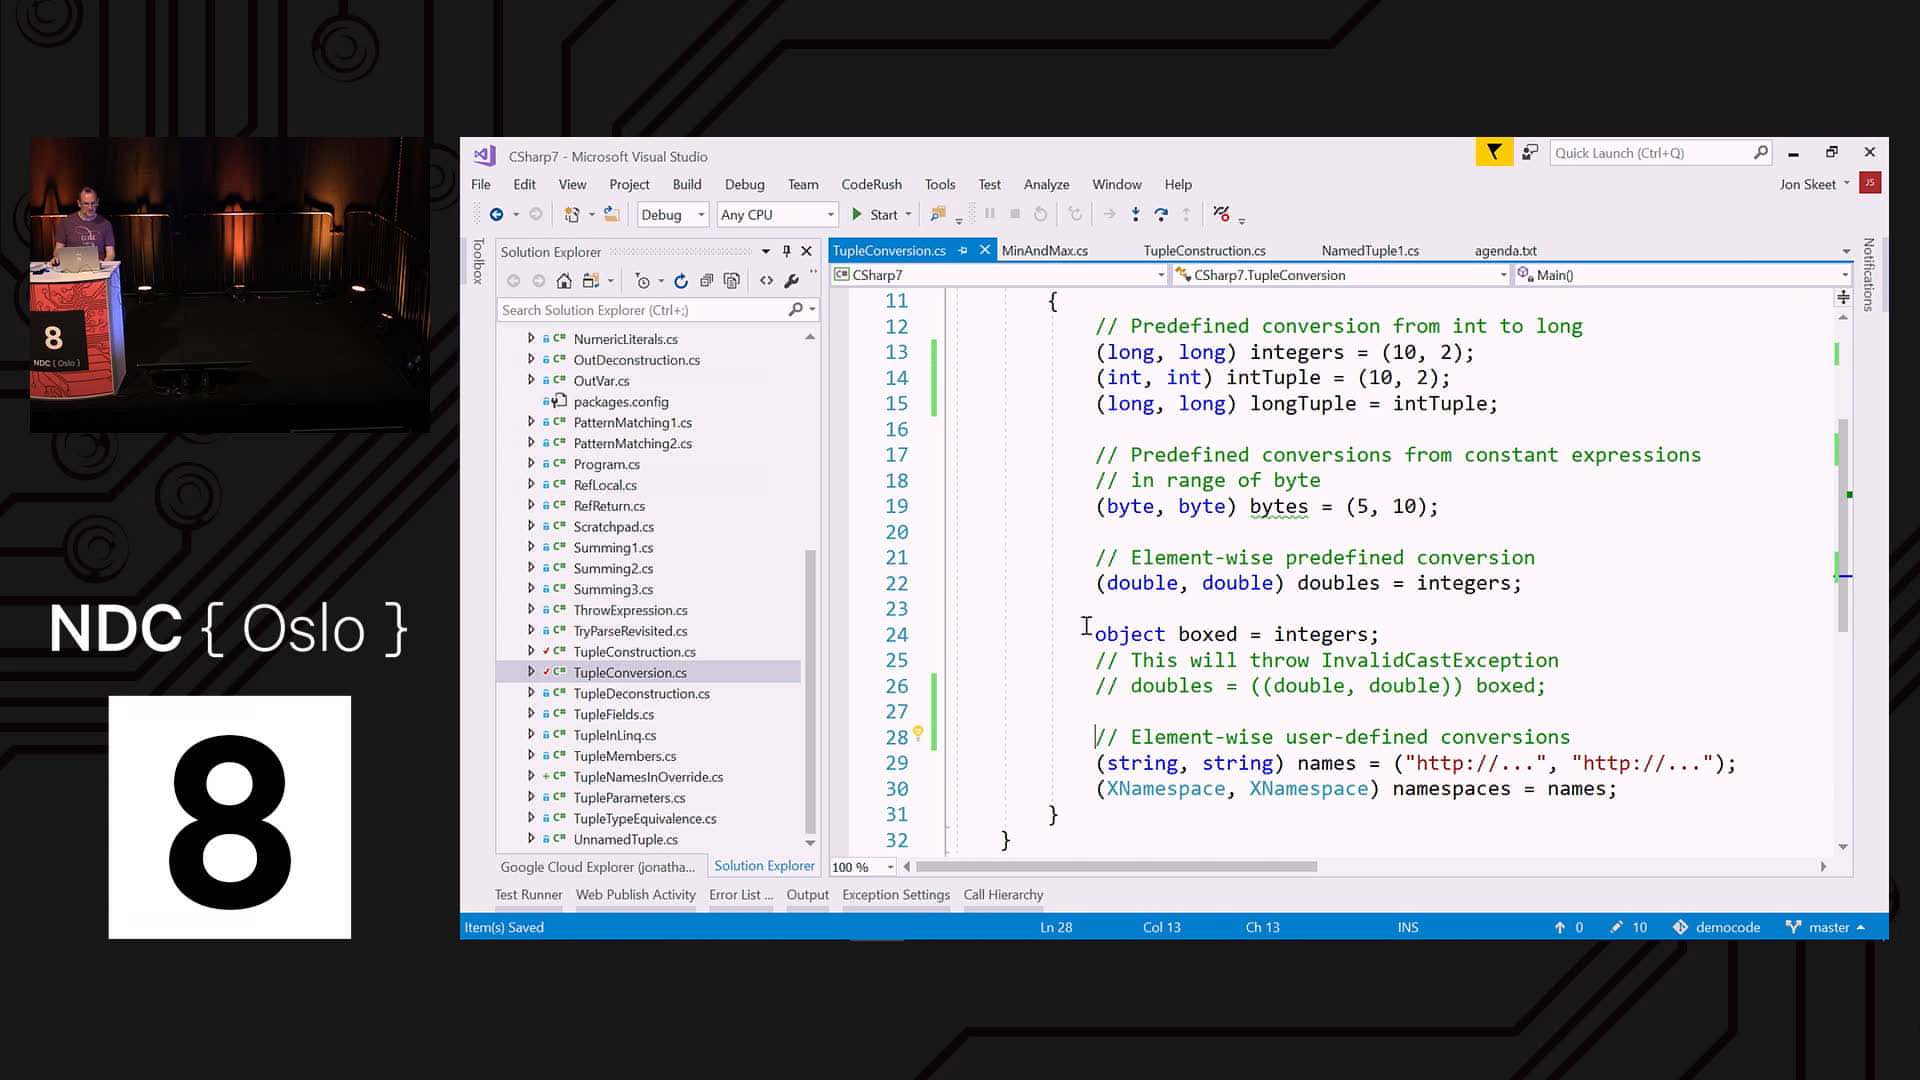 CSharp7 - Microsoft Visual Studio
Quick Launch (Ctrl+Q)
File Edit View Project Build Debug Team CodeRush Tools Test Analyze Window Help
Jon Skeet JS
Debug Any CPU Start
Toolbox
Solution Explorer
Search Solution Explorer (Ctrl+;)
C# NumericLiterals.cs
C# OutDeconstruction.cs
C# OutVar.cs
packages.config
C# PatternMatching1.cs
C# PatternMatching2.cs
C# Program.cs
C# RefLocal.cs
C# RefReturn.cs
C# Scratchpad.cs
C# Summing1.cs
C# Summing2.cs
C# Summing3.cs
C# ThrowExpression.cs
C# TryParseRevisited.cs
C# TupleConstruction.cs
C# TupleConversion.cs
C# TupleDeconstruction.cs
C# TupleFields.cs
C# TupleInLinq.cs
C# TupleMembers.cs
C# TupleNamesInOverride.cs
C# TupleParameters.cs
C# TupleTypeEquivalence.cs
C# UnnamedTuple.cs
Google Cloud Explorer (jonatha... Solution Explorer
TupleConversion.cs MinAndMax.cs TupleConstruction.cs NamedTuple1.cs agenda.txt
C# CSharp7 CSharp7.TupleConversion Main()
Notifications
11 {
12 // Predefined conversion from int to long
13 (long, long) integers = (10, 2);
14 (int, int) intTuple = (10, 2);
15 (long, long) longTuple = intTuple;
16
17 // Predefined conversions from constant expressions
18 // in range of byte
19 (byte, byte) bytes = (5, 10);
20
21 // Element-wise predefined conversion
22 (double, double) doubles = integers;
23
24 object boxed = integers;
25 // This will throw InvalidCastException
26 // doubles = ((double, double)) boxed;
27
28 // Element-wise user-defined conversions
29 (string, string) names = ("http://...", "http://...");
30 (XNamespace, XNamespace) namespaces = names;
31 }
32 }
100 %
Test Runner Web Publish Activity Error List ... Output Exception Settings Call Hierarchy
Item(s) Saved Ln 28 Col 13 Ch 13 INS 0 10 democode master
8
NDC { Oslo }
NDC { Oslo }
8